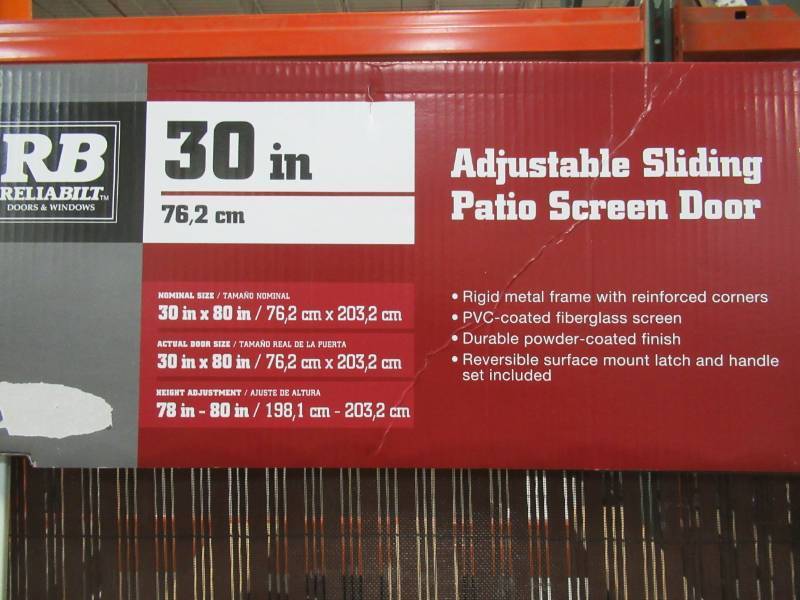 RB
RELIABILT™
DOORS & WINDOWS
30 in
76,2 cm
NOMINAL SIZE / TAMAÑO NOMINAL
30 in x 80 in / 76,2 cm x 203,2 cm
ACTUAL DOOR SIZE / TAMAÑO REAL DE LA PUERTA
30 in x 80 in / 76,2 cm x 203,2 cm
HEIGHT ADJUSTMENT / AJUSTE DE ALTURA
78 in - 80 in / 198,1 cm - 203,2 cm
Adjustable Sliding
Patio Screen Door
• Rigid metal frame with reinforced corners
• PVC-coated fiberglass screen
• Durable powder-coated finish
• Reversible surface mount latch and handle
set included